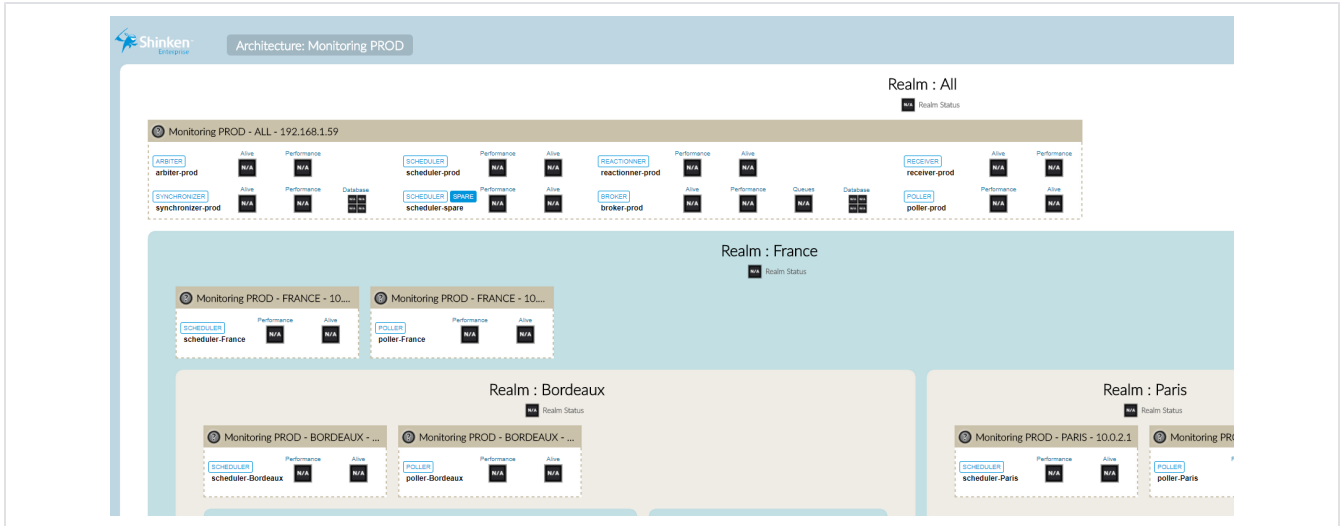 Shinken
Enterprise
Architecture: Monitoring PROD
Realm : All
N/A Realm Status
Monitoring PROD - ALL - 192.168.1.59
Alive Performance Performance Alive Performance Alive Alive Performance
ARBITER N/A N/A SCHEDULER N/A N/A REACTIONNER N/A N/A RECEIVER N/A N/A
arbiter-prod scheduler-prod reactionner-prod receiver-prod
Alive Performance Database Performance Alive Alive Performance Queues Database Performance Alive
SYNCHRONIZER N/A N/A N/A N/A N/A N/A SCHEDULER SPARE N/A N/A BROKER N/A N/A N/A N/A N/A N/A N/A POLLER N/A N/A
synchronizer-prod scheduler-spare broker-prod poller-prod
Realm : France
N/A Realm Status
Monitoring PROD - FRANCE - 10.... Monitoring PROD - FRANCE - 10....
Performance Alive Performance Alive
SCHEDULER N/A N/A POLLER N/A N/A
scheduler-France poller-France
Realm : Bordeaux Realm : Paris
N/A Realm Status N/A Realm Status
Monitoring PROD - BORDEAUX - ... Monitoring PROD - BORDEAUX - ... Monitoring PROD - PARIS - 10.0.2.1 Monitoring
Performance Alive Performance Alive Performance Alive
SCHEDULER N/A N/A POLLER N/A N/A SCHEDULER N/A N/A POLLER
scheduler-Bordeaux poller-Bordeaux scheduler-Paris poller-Paris